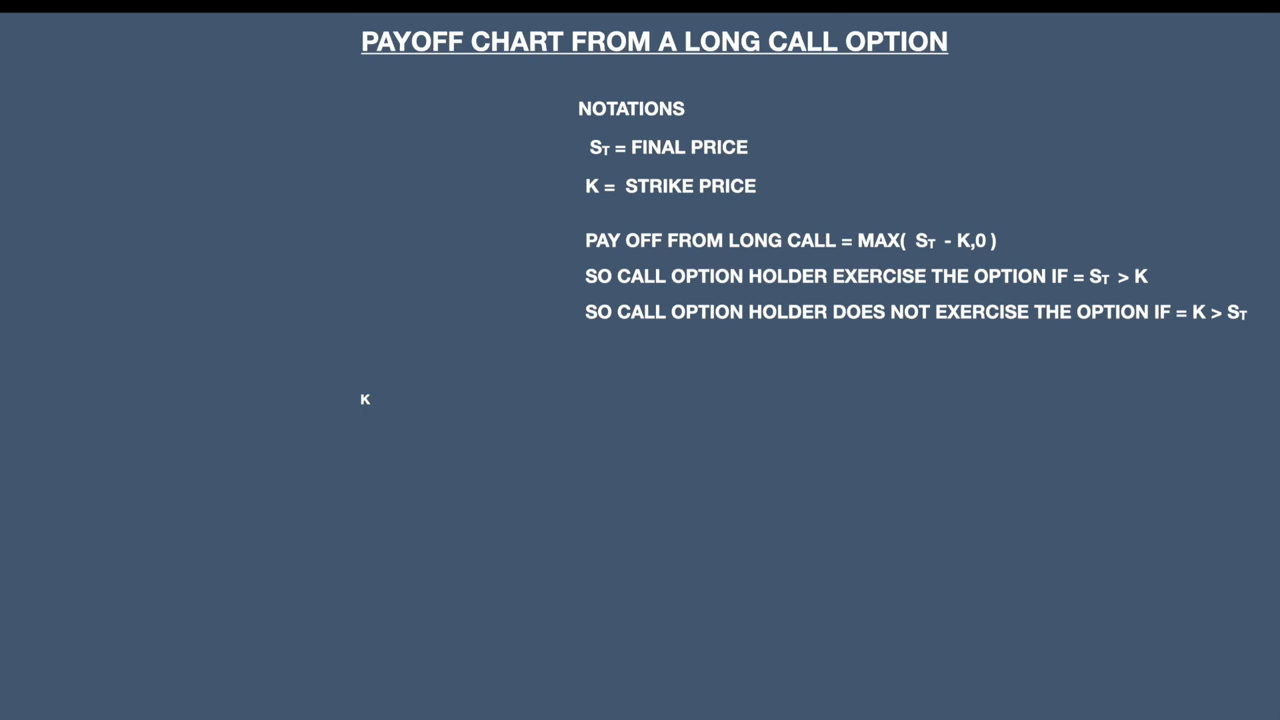 PAYOFF CHART FROM A LONG CALL OPTION
NOTATIONS
ST = FINAL PRICE
K = STRIKE PRICE
PAY OFF FROM LONG CALL = MAX( ST - K,0 )
SO CALL OPTION HOLDER EXERCISE THE OPTION IF = ST > K
SO CALL OPTION HOLDER DOES NOT EXERCISE THE OPTION IF = K > ST
K